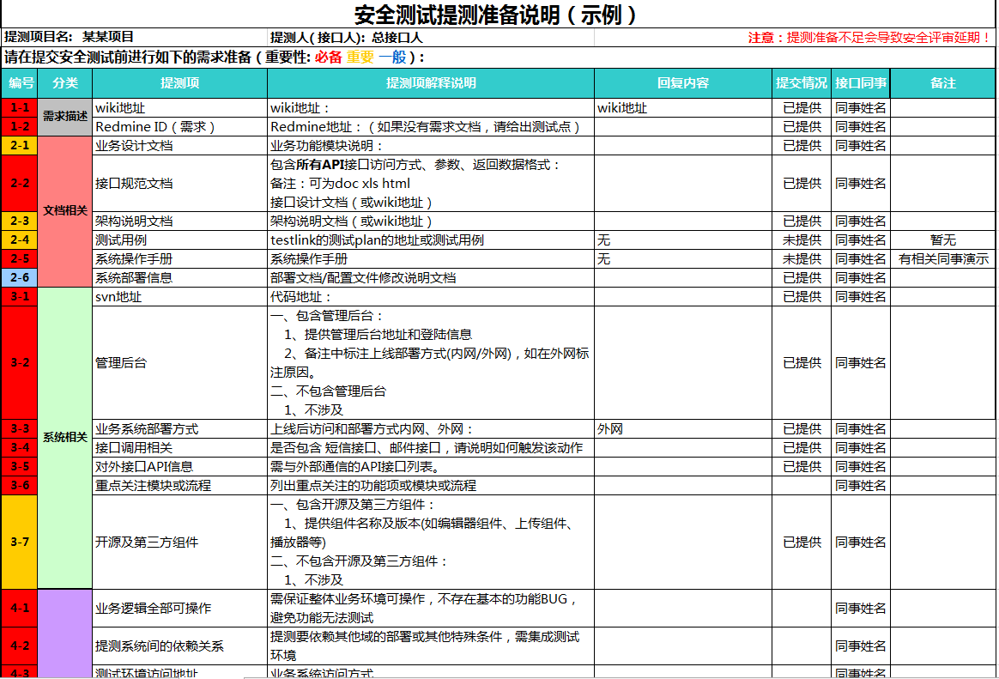 安全测试提测准备说明（示例）
提测项目名: 某某项目 提测人(接口人): 总接口人 注意：提测准备不足会导致安全评审延期！
请在提交安全测试前进行如下的需求准备（重要性: 必备 重要 一般）:
编号 分类 提测项 提测项解释说明 回复内容 提交情况 接口同事 备注
需求描述
1-1 wiki地址 wiki地址： wiki地址 已提供 同事姓名
1-2 Redmine ID（需求） Redmine地址：（如果没有需求文档，请给出测试点） 已提供 同事姓名
文档相关
2-1 业务设计文档 业务功能模块说明： 已提供 同事姓名
2-2 接口规范文档 包含所有API接口访问方式、参数、返回数据格式：
备注：可为doc xls html
接口设计文档（或wiki地址） 已提供 同事姓名
2-3 架构说明文档 架构说明文档（或wiki地址） 已提供 同事姓名
2-4 测试用例 testlink的测试plan的地址或测试用例 无 未提供 同事姓名 暂无
2-5 系统操作手册 系统操作手册 无 未提供 同事姓名 有相关同事演示
2-6 系统部署信息 部署文档/配置文件修改说明文档 已提供 同事姓名
系统相关
3-1 svn地址 代码地址： 已提供 同事姓名
3-2 管理后台 一、包含管理后台：
1、提供管理后台地址和登陆信息
2、备注中标注上线部署方式(内网/外网)，如在外网标
注原因。
二、不包含管理后台
1、不涉及 已提供 同事姓名
3-3 业务系统部署方式 上线后访问和部署方式内网、外网： 外网 已提供 同事姓名
3-4 接口调用相关 是否包含 短信接口、邮件接口，请说明如何触发该动作 已提供 同事姓名
3-5 对外接口API信息 需与外部通信的API接口列表。 已提供 同事姓名
3-6 重点关注模块或流程 列出重点关注的功能项或模块或流程 同事姓名
3-7 开源及第三方组件 一、包含开源及第三方组件：
1、提供组件名称及版本(如编辑器组件、上传组件、
播放器等)
二、不包含开源及第三方组件：
1、不涉及 已提供 同事姓名
4-1 业务逻辑全部可操作 需保证整体业务环境可操作，不存在基本的功能BUG，
避免功能无法测试 同事姓名
4-2 提测系统间的依赖关系 提测要依赖其他域的部署或其他特殊条件，需集成测试
环境 同事姓名
4-3 测试环境访问地址 业务系统访问方式 同事姓名